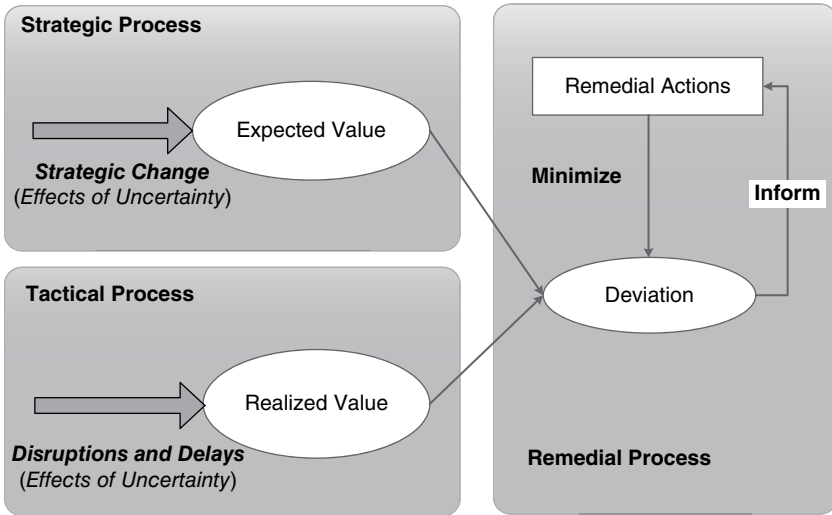 Strategic Process
Expected Value
Strategic Change
(Effects of Uncertainty)
Tactical Process
Realized Value
Disruptions and Delays
(Effects of Uncertainty)
Remedial Actions
Minimize
Inform
Deviation
Remedial Process